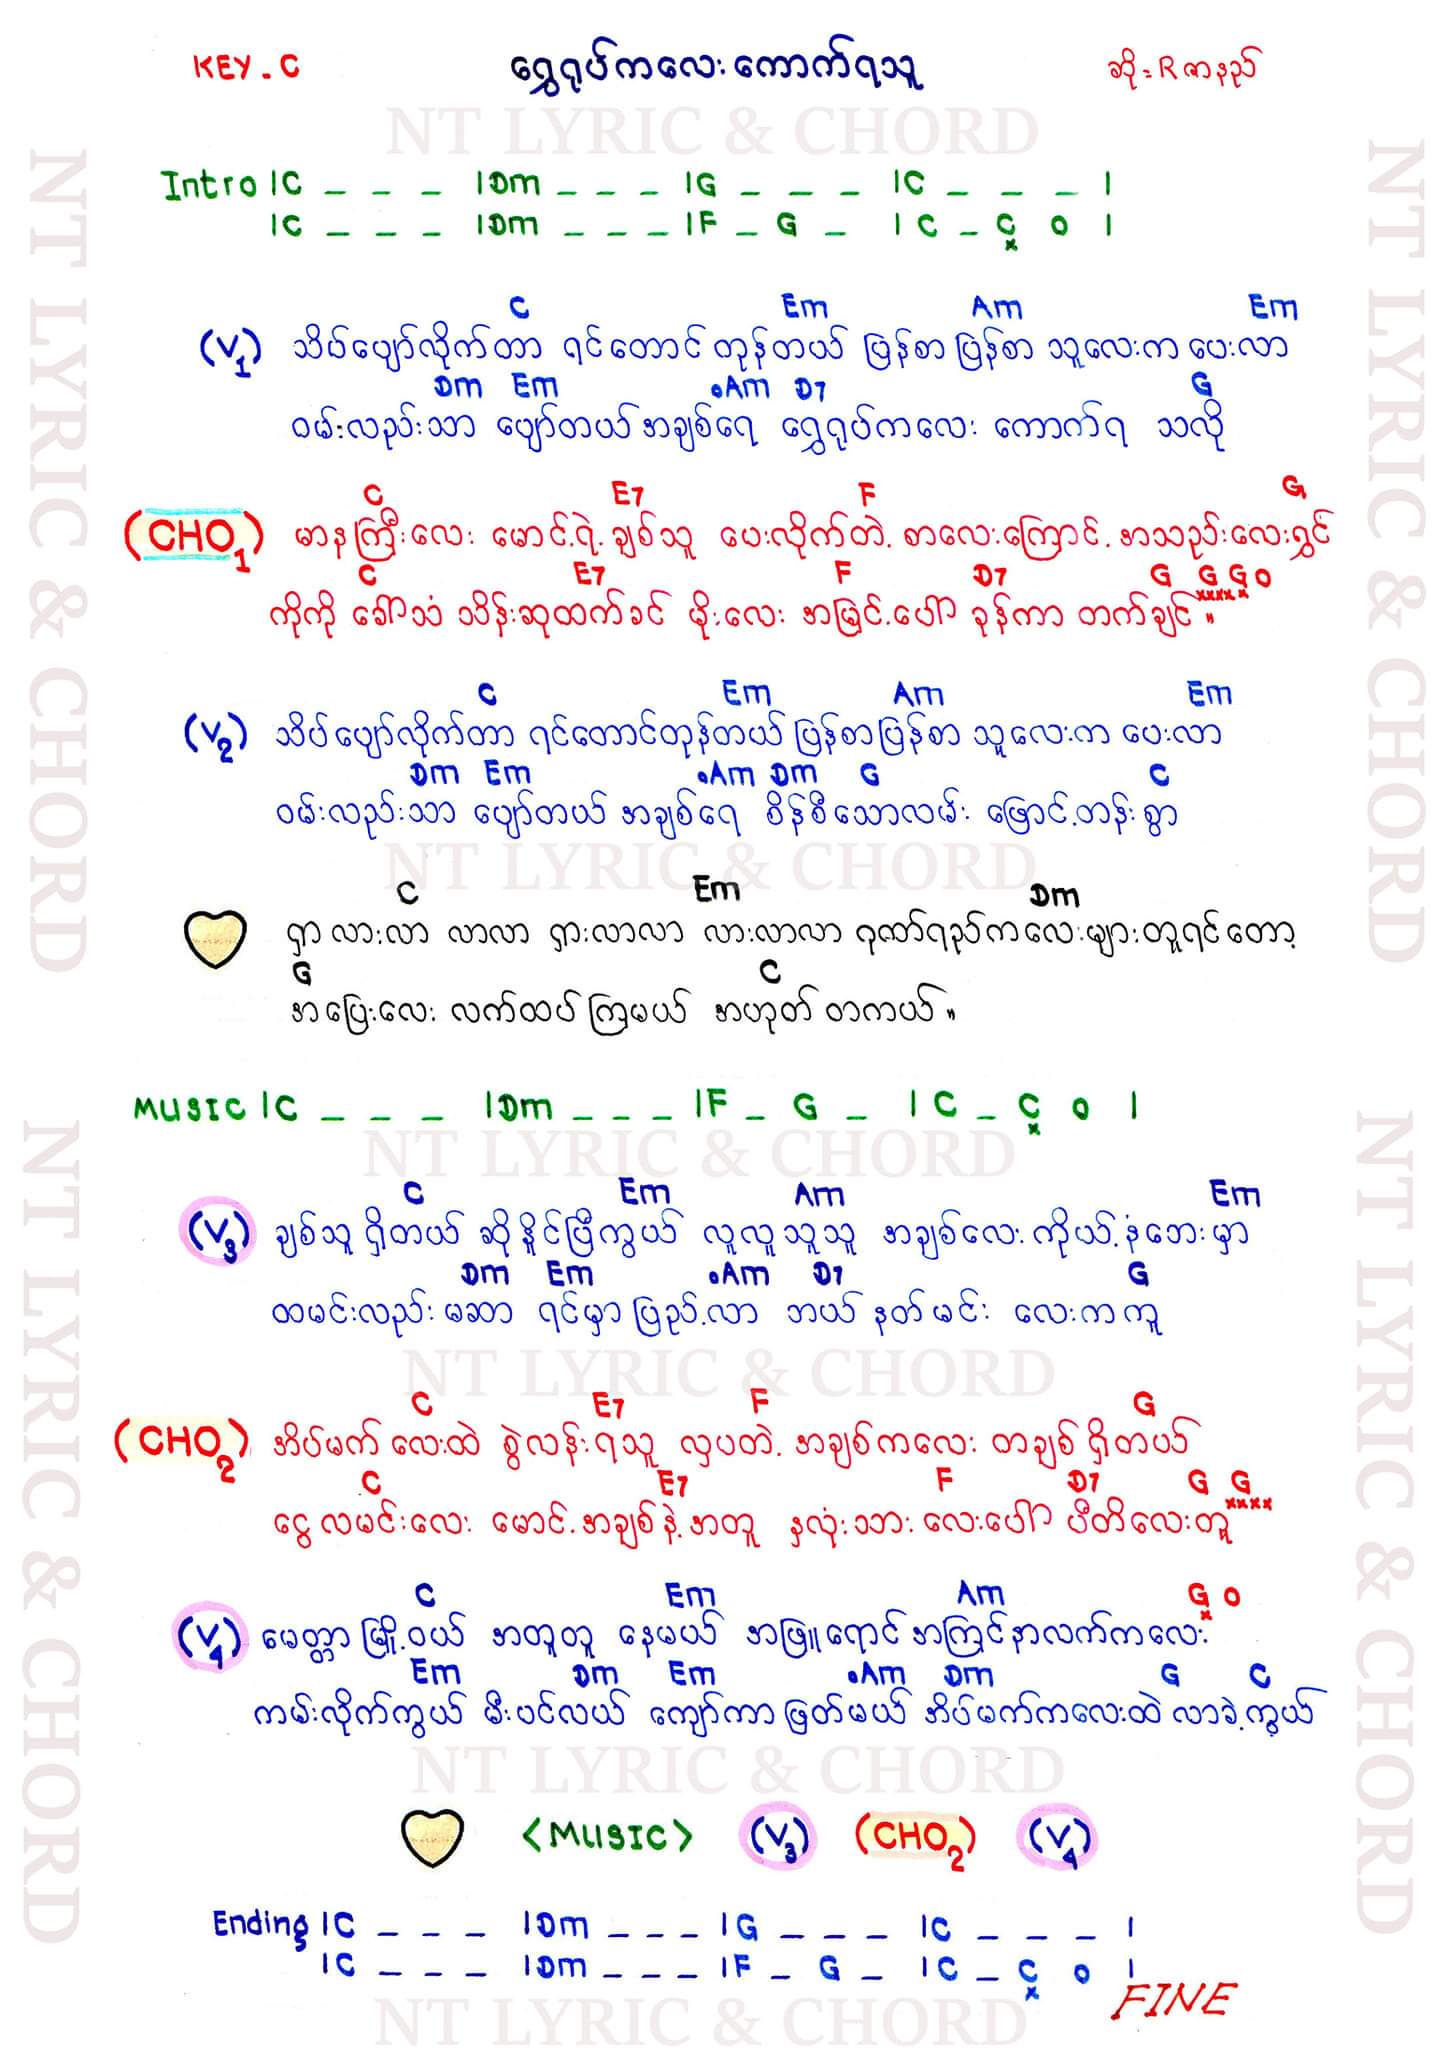 KEY - C ရွှေရုပ်ကလေး ကောက်ရသူ ဆို = R ဇာနည်
NT LYRIC & CHORD
Intro |C _ _ _ |Dm _ _ _ |G _ _ _ |C _ _ _ |
|C _ _ _ |Dm _ _ _ |F _ G _ |C _ C 0 |
x
C Em Am Em
(V1) သိပ်ပျော်လိုက်တာ ရင်တောင် တုန်တယ် ပြန်စာ ပြန်စာ သူလေးက ပေးလာ
Dm Em •Am D7 G
ဝမ်းလည်းသာ ပျော်တယ် အချစ်ရေ ရွှေရုပ်ကလေး ကောက်ရ သလို
C E7 F G
(CHO1) မာနကြီးလေး မောင့်ရဲ့ ချစ်သူ ပေးလိုက်တဲ့ စာလေးကြောင့် အသည်းလေးရွှင်
C E7 F D7 G G G 0
xxxx x
ကိုကို ခေါ်သံ သိန်းဆုထက်ခင် မိုးလေး အမြင့်ပေါ် ခုန်ကာ တက်ချင်။
C Em Am Em
(V2) သိပ်ပျော်လိုက်တာ ရင်တောင်တုန်တယ် ပြန်စာပြန်စာ သူလေးက ပေးလာ
Dm Em •Am Dm G C
ဝမ်းလည်းသာ ပျော်တယ် အချစ်ရေ စိန်စီသောလမ်း ဖြောင့်တန်းစွာ
NT LYRIC & CHORD
C Em Dm
ရှာ လားလာ လာလာ ရှားလာလာ လားလာလာ ဂုဏ်ရည်ကလေးများတူရင်တော့
G C
အပြေးလေး လက်ထပ်ကြမယ် အဟုတ် တကယ်။
MUSIC |C _ _ _ |Dm _ _ _ |F _ G _ |C _ C 0 |
x
NT LYRIC & CHORD
C Em Am Em
(V3) ချစ်သူ ရှိတယ် ဆိုနိူင်ပြီကွယ် လူလူသူသူ အချစ်လေး ကိုယ့်နံဘေးမှာ
Dm Em •Am D7 G
ထမင်းလည်း မဆာ ရင်မှာပြည့်လာ ဘယ် နတ်မင်း လေးကကူ
NT LYRIC & CHORD
C E7 F G
(CHO2) အိပ်မက်လေးထဲ စွဲလန်းရသူ လှပတဲ့ အချစ်ကလေး တချစ်ရှိတယ်
C E7 F D7 G G
xxxx
ငွေလမင်းလေး မောင့်အချစ်နဲ့အတူ နှလုံးသား လေးပေါ် ပီတိလေးတူ
C Em Am G 0
x
(V4) မေတ္တာမြို့ဝယ် အတူတူ နေမယ် အဖြူရောင် အကြင်နာလက်ကလေး
Em Dm Em •Am Dm G C
ကမ်းလိုက်ကွယ် မီးပင်လယ် ကျော်ကာဖြတ်မယ် အိပ်မက်ကလေးထဲ လာခဲ့ကွယ်
NT LYRIC & CHORD
<MUSIC> (V3) (CHO2) (V4)
Ending |C _ _ _ |Dm _ _ _ |G _ _ _ |C _ _ _ |
|C _ _ _ |Dm _ _ _ |F _ G _ |C _ C 0 |
x
FINE
NT LYRIC & CHORD
NT LYRIC & CHORD
NT LYRIC & CHORD
NT LYRIC & CHORD
NT LYRIC & CHORD